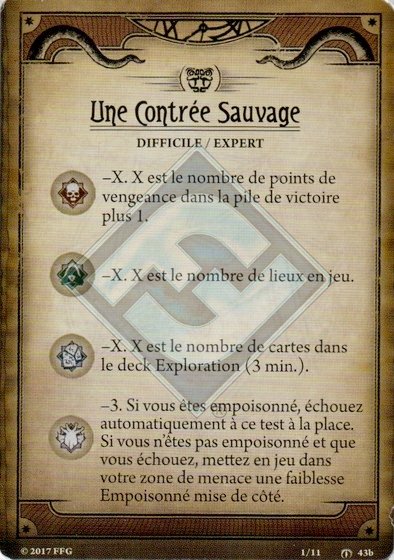 Une Contrée Sauvage
DIFFICILE / EXPERT
–X. X est le nombre de points de
vengeance dans la pile de victoire
plus 1.
–X. X est le nombre de lieux en jeu.
–X. X est le nombre de cartes dans
le deck Exploration (3 min.).
–3. Si vous êtes empoisonné, échouez
automatiquement à ce test à la place.
Si vous n'êtes pas empoisonné et que
vous échouez, mettez en jeu dans
votre zone de menace une faiblesse
Empoisonné mise de côté.
© 2017 FFG
1/11
43b